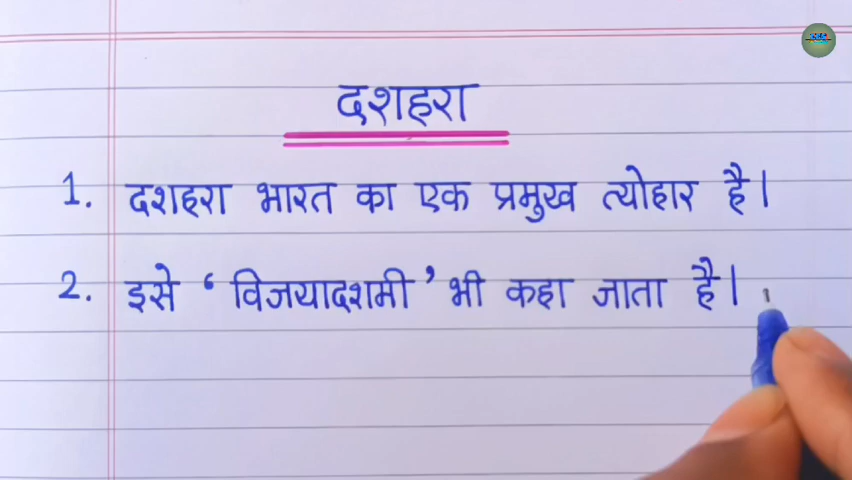 दशहरा
1. दशहरा भारत का एक प्रमुख त्योहार है।
2. इसे ‘विजयादशमी’ भी कहा जाता है।